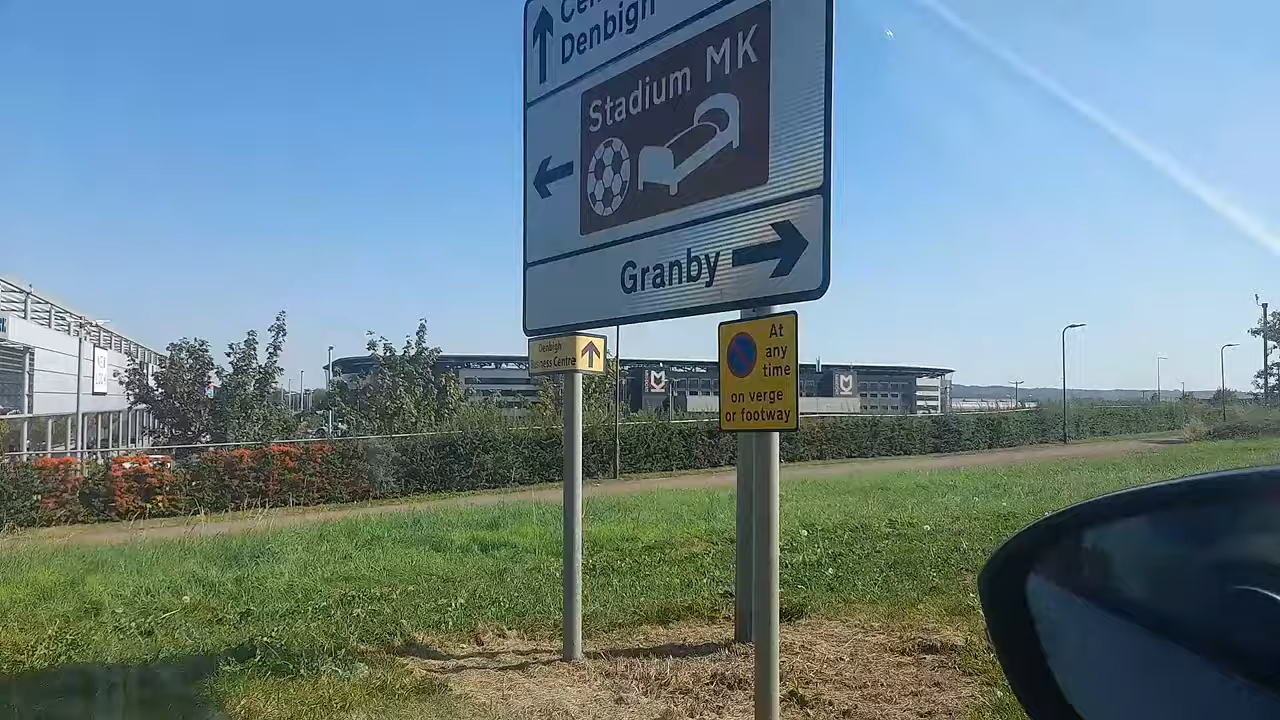 Denbigh
Stadium MK
Granby
Denbigh
Business Centre
At
any
time
on verge
or footway